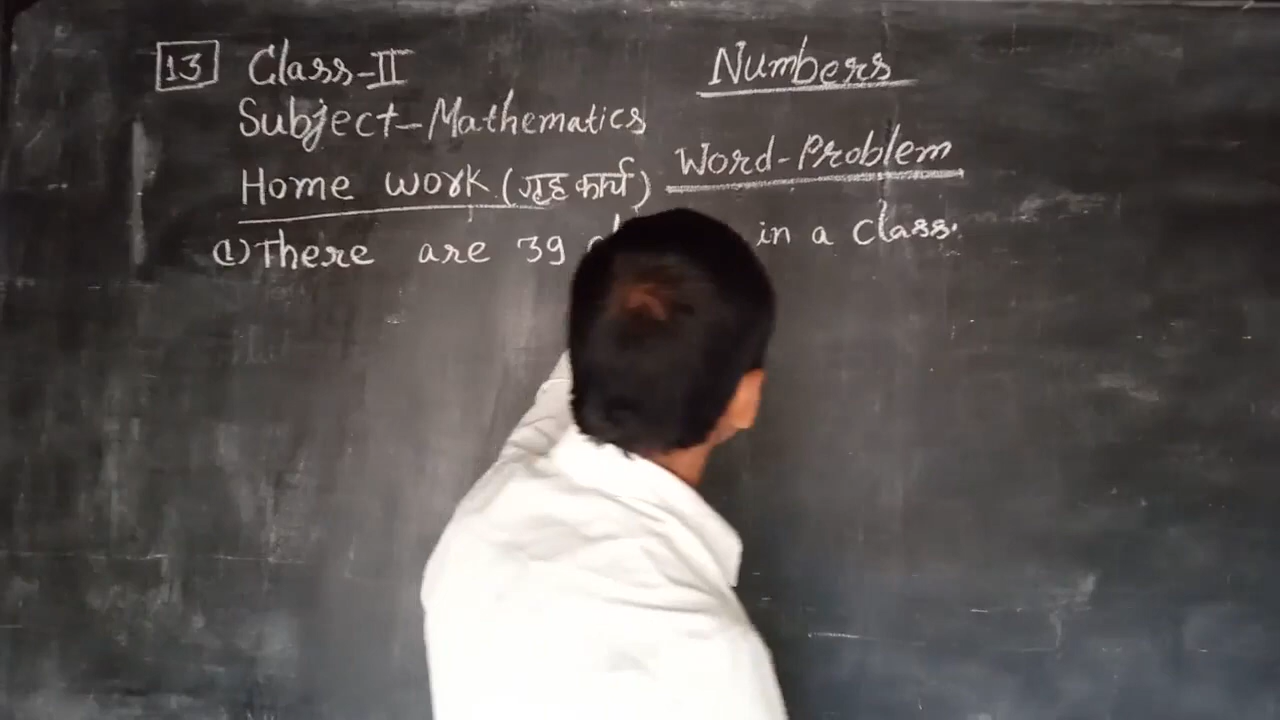 13 Class-II
Numbers
Subject-Mathematics
Word-Problem
Home work (गृह कार्य)
(1) There are 39 in a class.